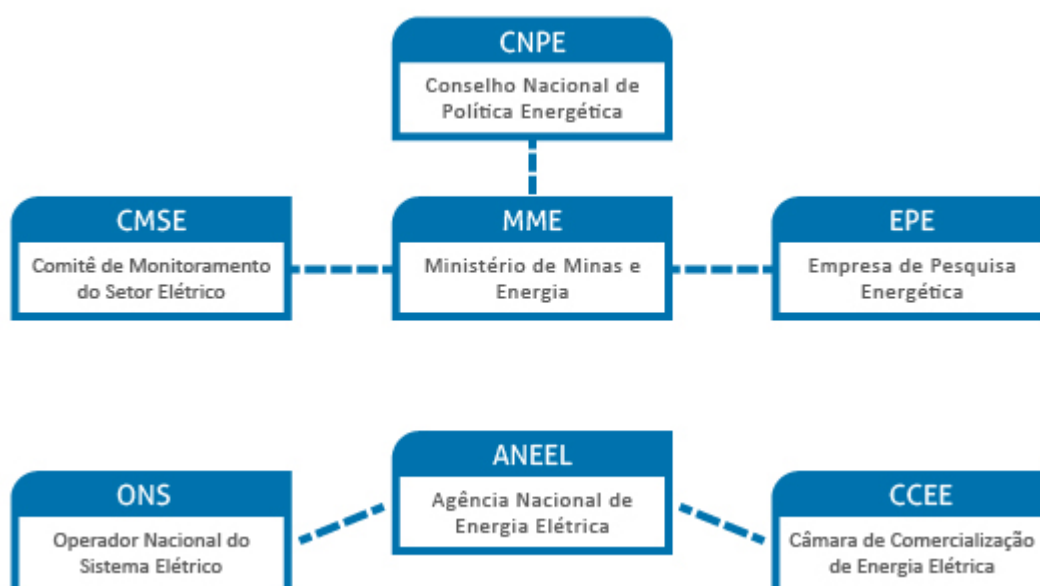 CNPE
Conselho Nacional de
Política Energética
CMSE
Comitê de Monitoramento
do Setor Elétrico
MME
Ministério de Minas e
Energia
EPE
Empresa de Pesquisa
Energética
ONS
Operador Nacional do
Sistema Elétrico
ANEEL
Agência Nacional de
Energia Elétrica
CCEE
Câmara de Comercialização
de Energia Elétrica